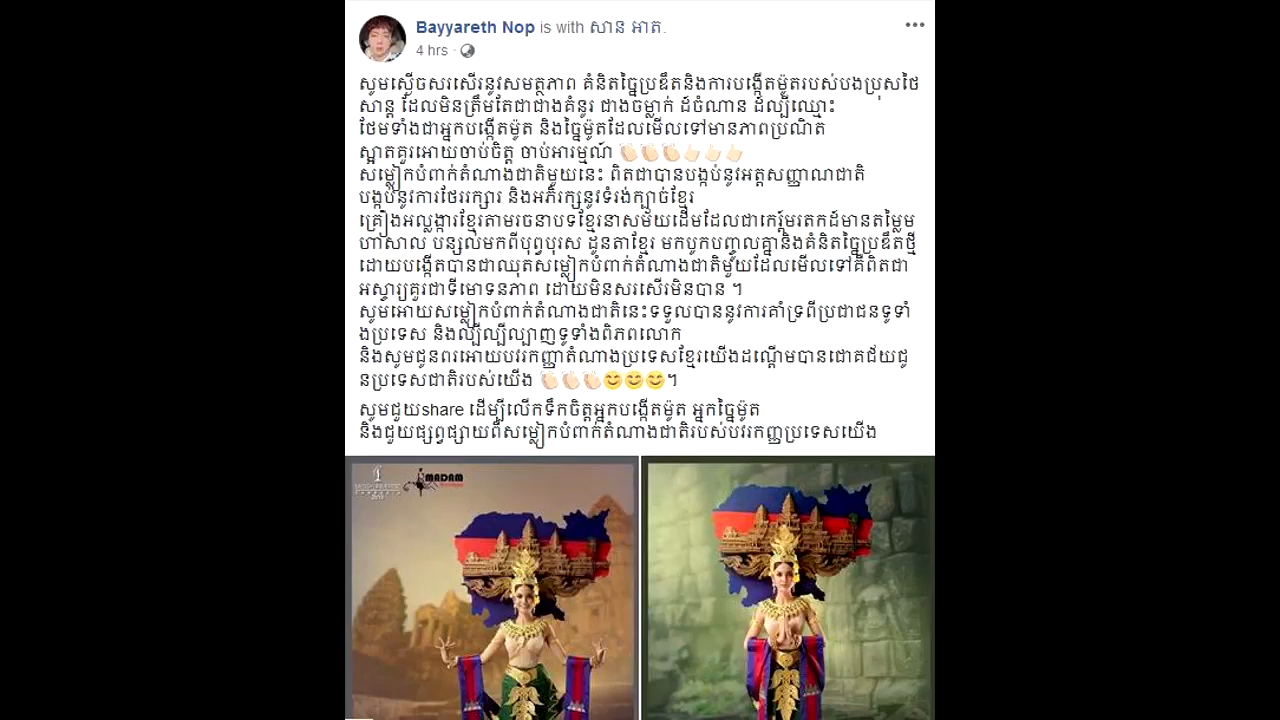 Bayyareth Nop is with សាន អាត.
4 hrs ·
សូមស្ងើចសរសើរនូវសមត្ថភាព គំនិតច្នៃប្រឌឹតនិងការបង្កើតម៉ូតរបស់បងប្រុសថៃ
សាន្ត ដែលមិនត្រឹមតែជាជាងគំនូរ ជាងចម្លាក់ ដ៍ចំណាន ដ៍ល្បីឈ្មោះ
ថែមទាំងជាអ្នកបង្កើតម៉ូត និងច្នៃម៉ូតដែលមើលទៅមានភាពប្រណិត
ស្អាតគួរអោយចាប់ចិត្ត ចាប់អារម្មណ៍ 👏🏻👏🏻👏🏻👆🏻👆🏻👆🏻
សម្លៀកបំពាក់តំណាងជាតិមួយនេះ ពិតជាបានបង្កប់នូវអត្តសញ្ញាណជាតិ
បង្កប់នូវការថែររក្សារ និងអភិរក្សនូវទំរង់ក្បាច់ខ្មែរ
គ្រឿងអល្លង្ការខ្មែរតាមរចនាបទខ្មែរនាសម័យដើមដែលជាកេរ្ត៍មរតកដ៍មានតម្លៃម
ហាសាល បន្សល់មកពីបុព្វបុរស ដូនតាខ្មែរ មកបូកបញ្ចូលគ្នានិងគំនិតច្នៃប្រឌឹតថ្មី
ដោយបង្កើតបានជាឈុតសម្លៀកបំពាក់តំណាងជាតិមួយដែលមើលទៅគឺពិតជា
អស្ចារ្យគួរជាទីមោទនភាព ដោយមិនសរសើរមិនបាន ។
សូមអោយសម្លៀកបំពាក់តំណាងជាតិនេះទទួលបាននូវការគាំទ្រពីប្រជាជនទូទាំ
ងប្រទេស និងល្បីល្បីល្បាញទូទាំងពិភពលោក
និងសូមជូនពរអោយបវរកញ្ញាតំណាងប្រទេសខ្មែរយើងដណ្តើមបានជោគជ័យជូ
នប្រទេសជាតិរបស់យើង 👏🏻👏🏻👏🏻😊😊😊។
សូមជួយshare ដើម្បីលើកទឹកចិត្តអ្នកបង្កើតម៉ូត អ្នកច្នៃម៉ូត
និងជួយផ្សព្វផ្សាយពីសម្លៀកបំពាក់តំណាងជាតិរបស់បវរកញ្ញប្រទេសយើង
MADAM